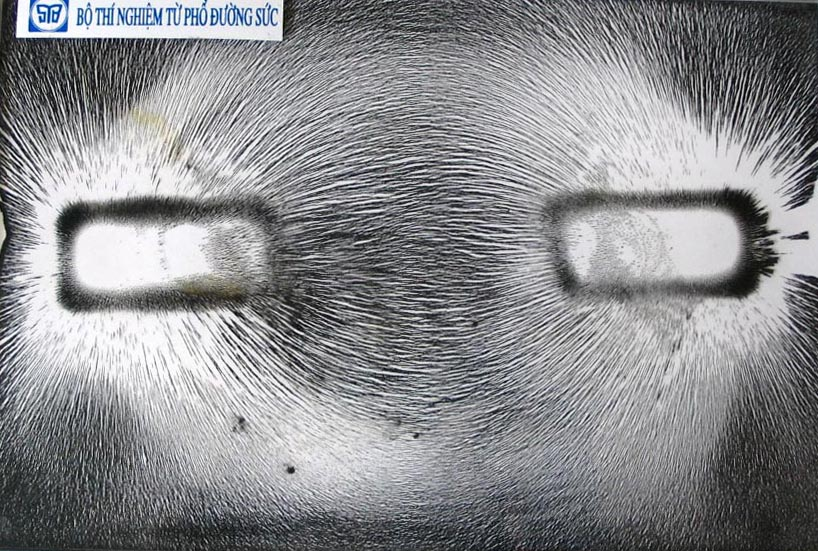 BỘ THÍ NGHIỆM TỪ PHỔ ĐƯỜNG SỨC